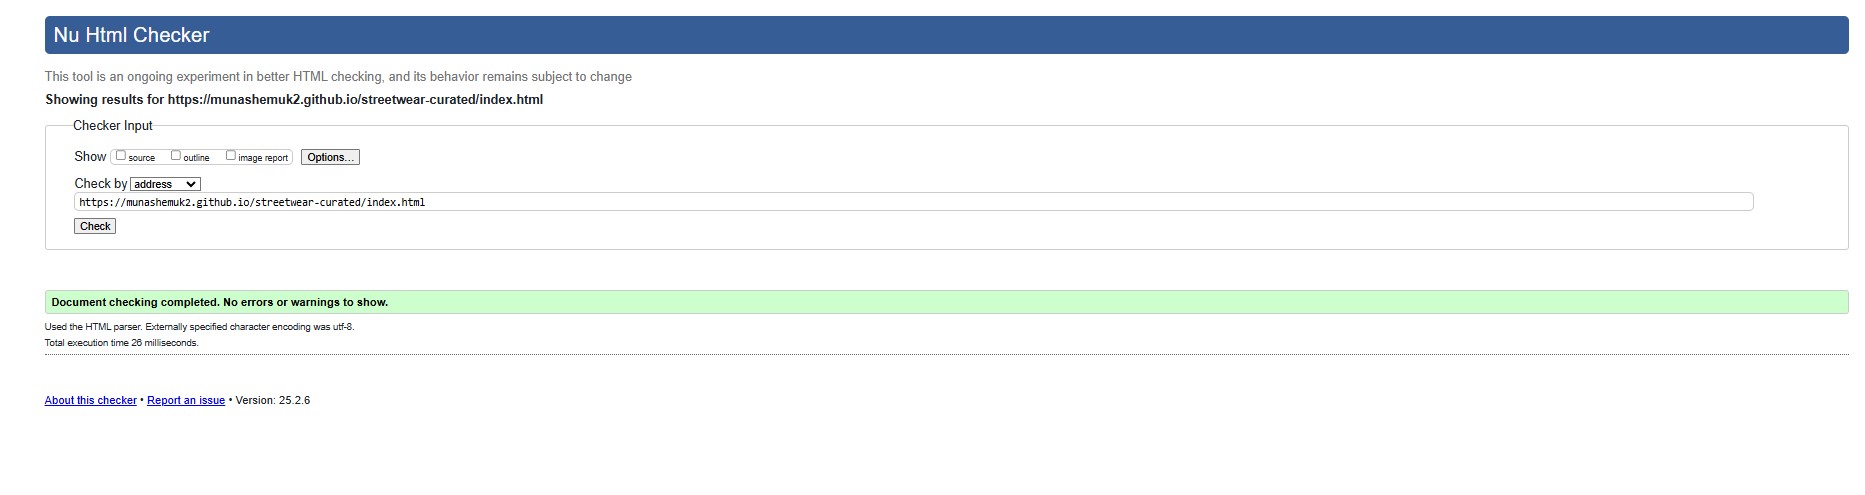 Nu Html Checker
This tool is an ongoing experiment in better HTML checking, and its behavior remains subject to change
Showing results for https://munashemuk2.github.io/streetwear-curated/index.html
Checker Input
Show source outline image report Options...
Check by address
https://munashemuk2.github.io/streetwear-curated/index.html
Check
Document checking completed. No errors or warnings to show.
Used the HTML parser. Externally specified character encoding was utf-8.
Total execution time 26 milliseconds.
About this checker • Report an issue • Version: 25.2.6